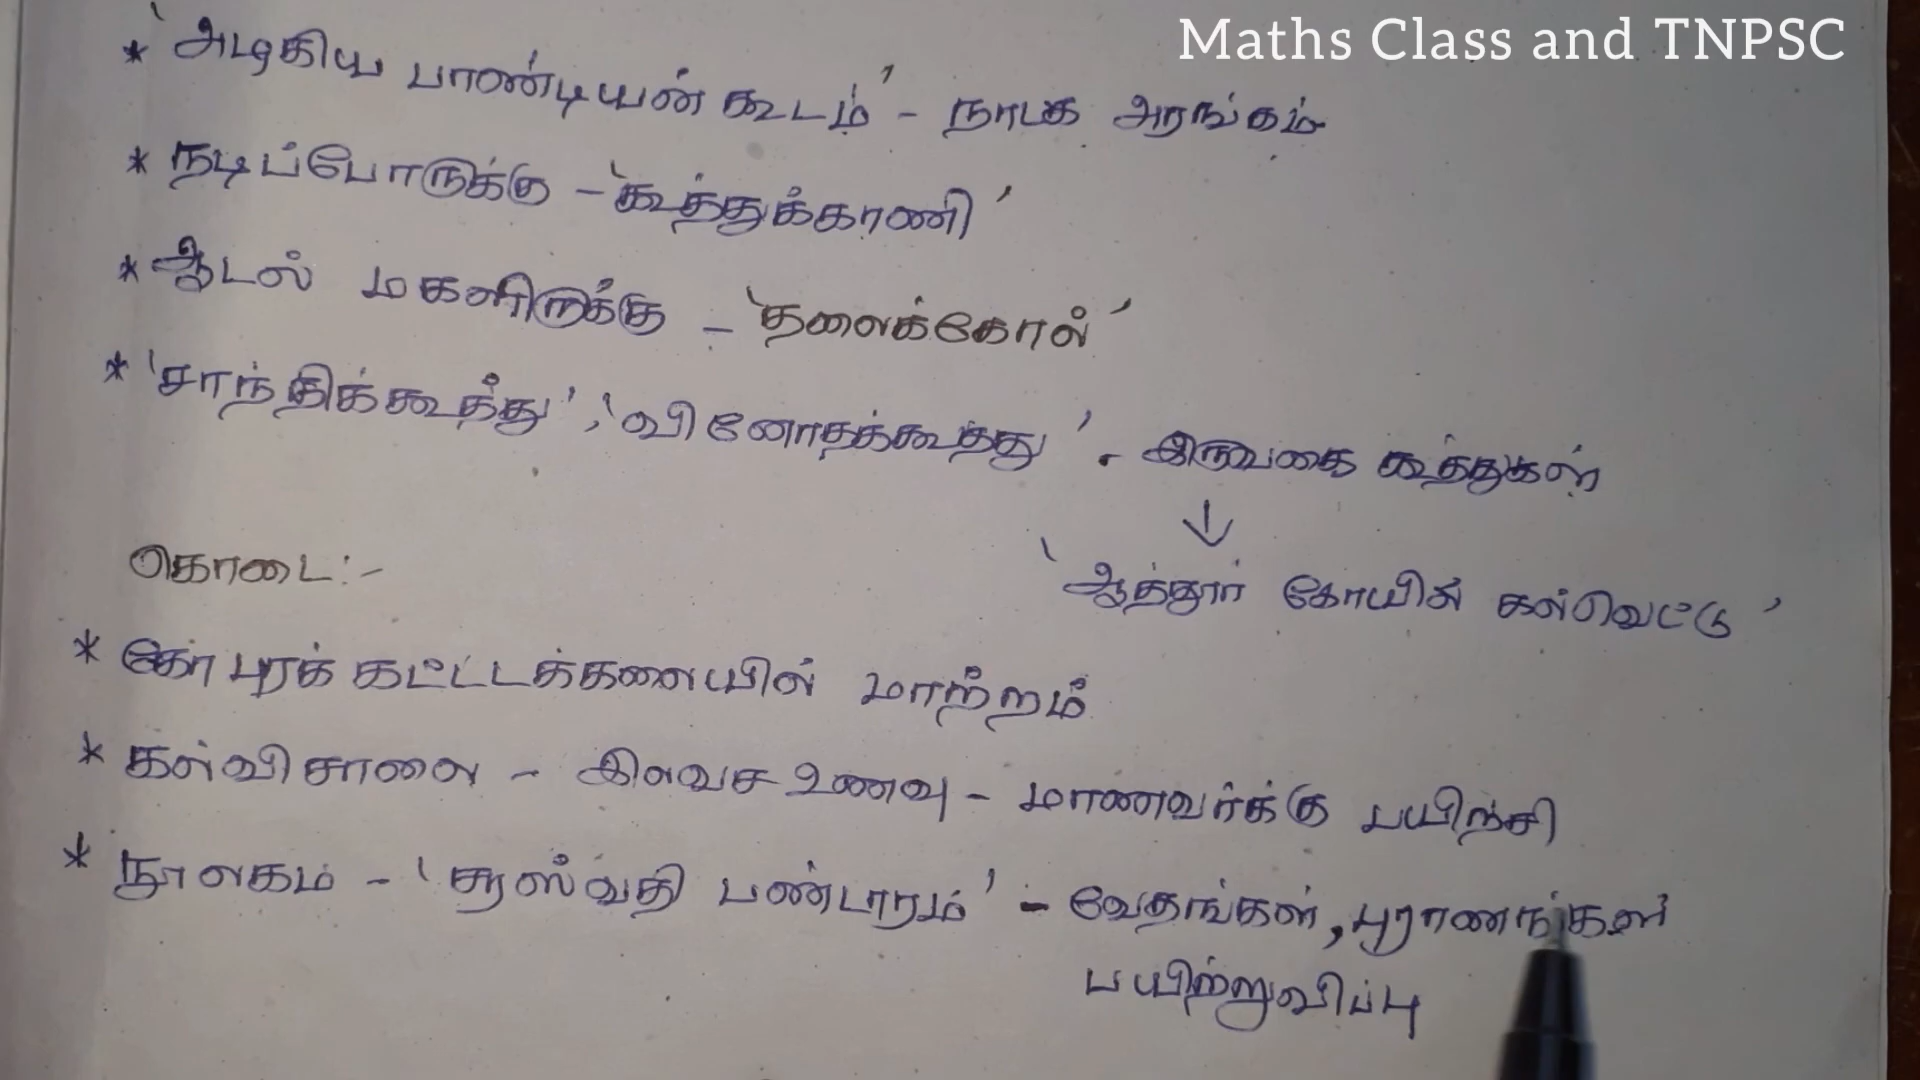 Maths Class and TNPSC
* 'அழகிய பாண்டியன் கூடம்' - நாடக அரங்கம்
* நடிப்போருக்கு - 'கூத்துக்காணி'
* ஆடல் மகளிருக்கு - 'தலைக்கோல்'
* 'சாந்திக்கூத்து', 'வினோதக்கூத்து'. இருவகை கூத்துகள்
↓
'ஆத்தூர் கோயில் கல்வெட்டு'
கொடை:-
* கோபுரக் கட்டடக்கலையில் மாற்றம்
* கல்விசாலை - இலவச உணவு - மாணவர்க்கு பயிற்சி
* நூலகம் - 'சரஸ்வதி பண்டாரம்' - வேதங்கள், புராணங்கள்
பயிற்றுவிப்பு